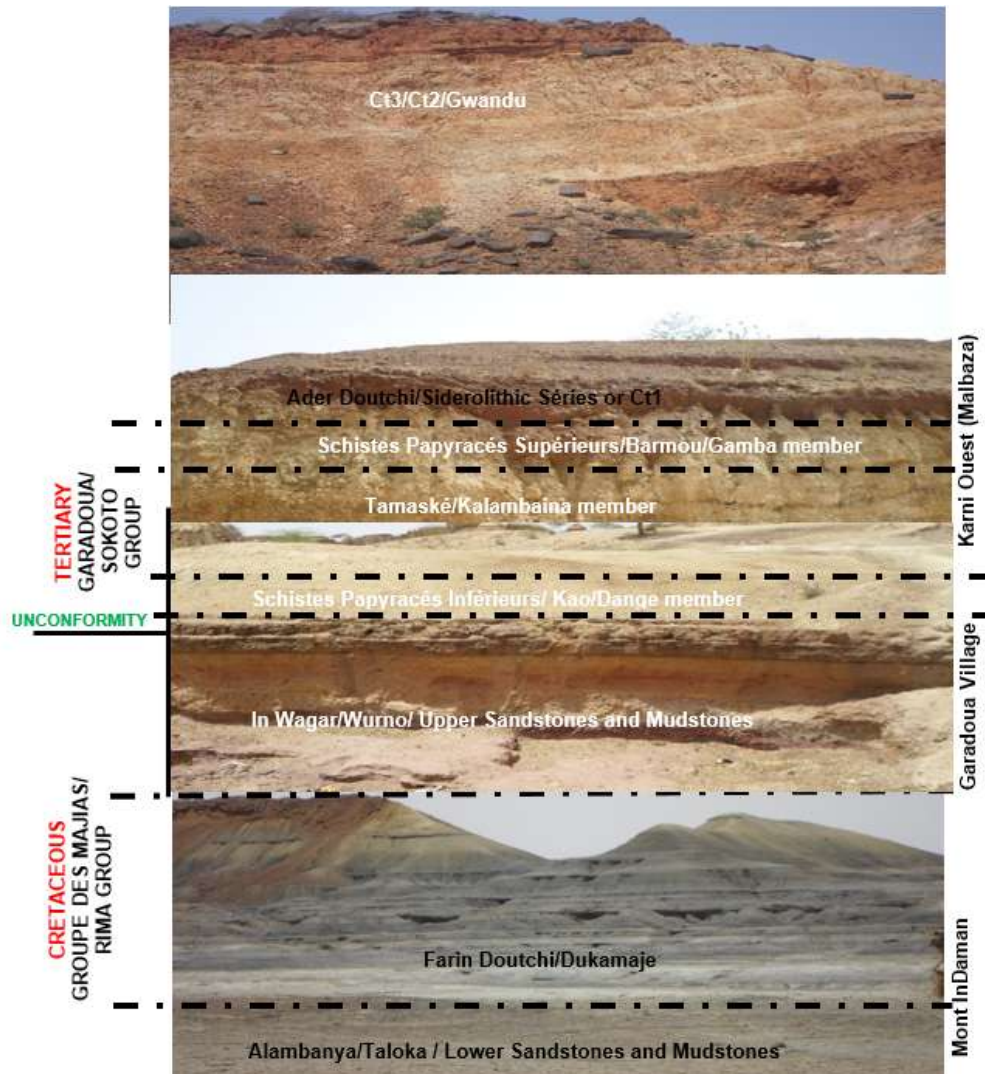 Ct3/Ct2/Gwandu
Ader Doutchi/Siderolithic Séries or Ct1
Schistes Papyracés Supérieurs/Barmou/Gamba member
Tamaské/Kalambaina member
Schistes Papyracés Inférieurs/ Kao/Dange member
In Wagar/Wurno/ Upper Sandstones and Mudstones
Farin Doutchi/Dukamaje
Alambanya/Taloka / Lower Sandstones and Mudstones
TERTIARY
GARADOUA/
SOKOTO
GROUP
UNCONFORMITY
CRETACEOUS
GROUPE DES MAJIAS/
RIMA GROUP
Karni Ouest (Malbaza)
Garadoua Village
Mont InDaman